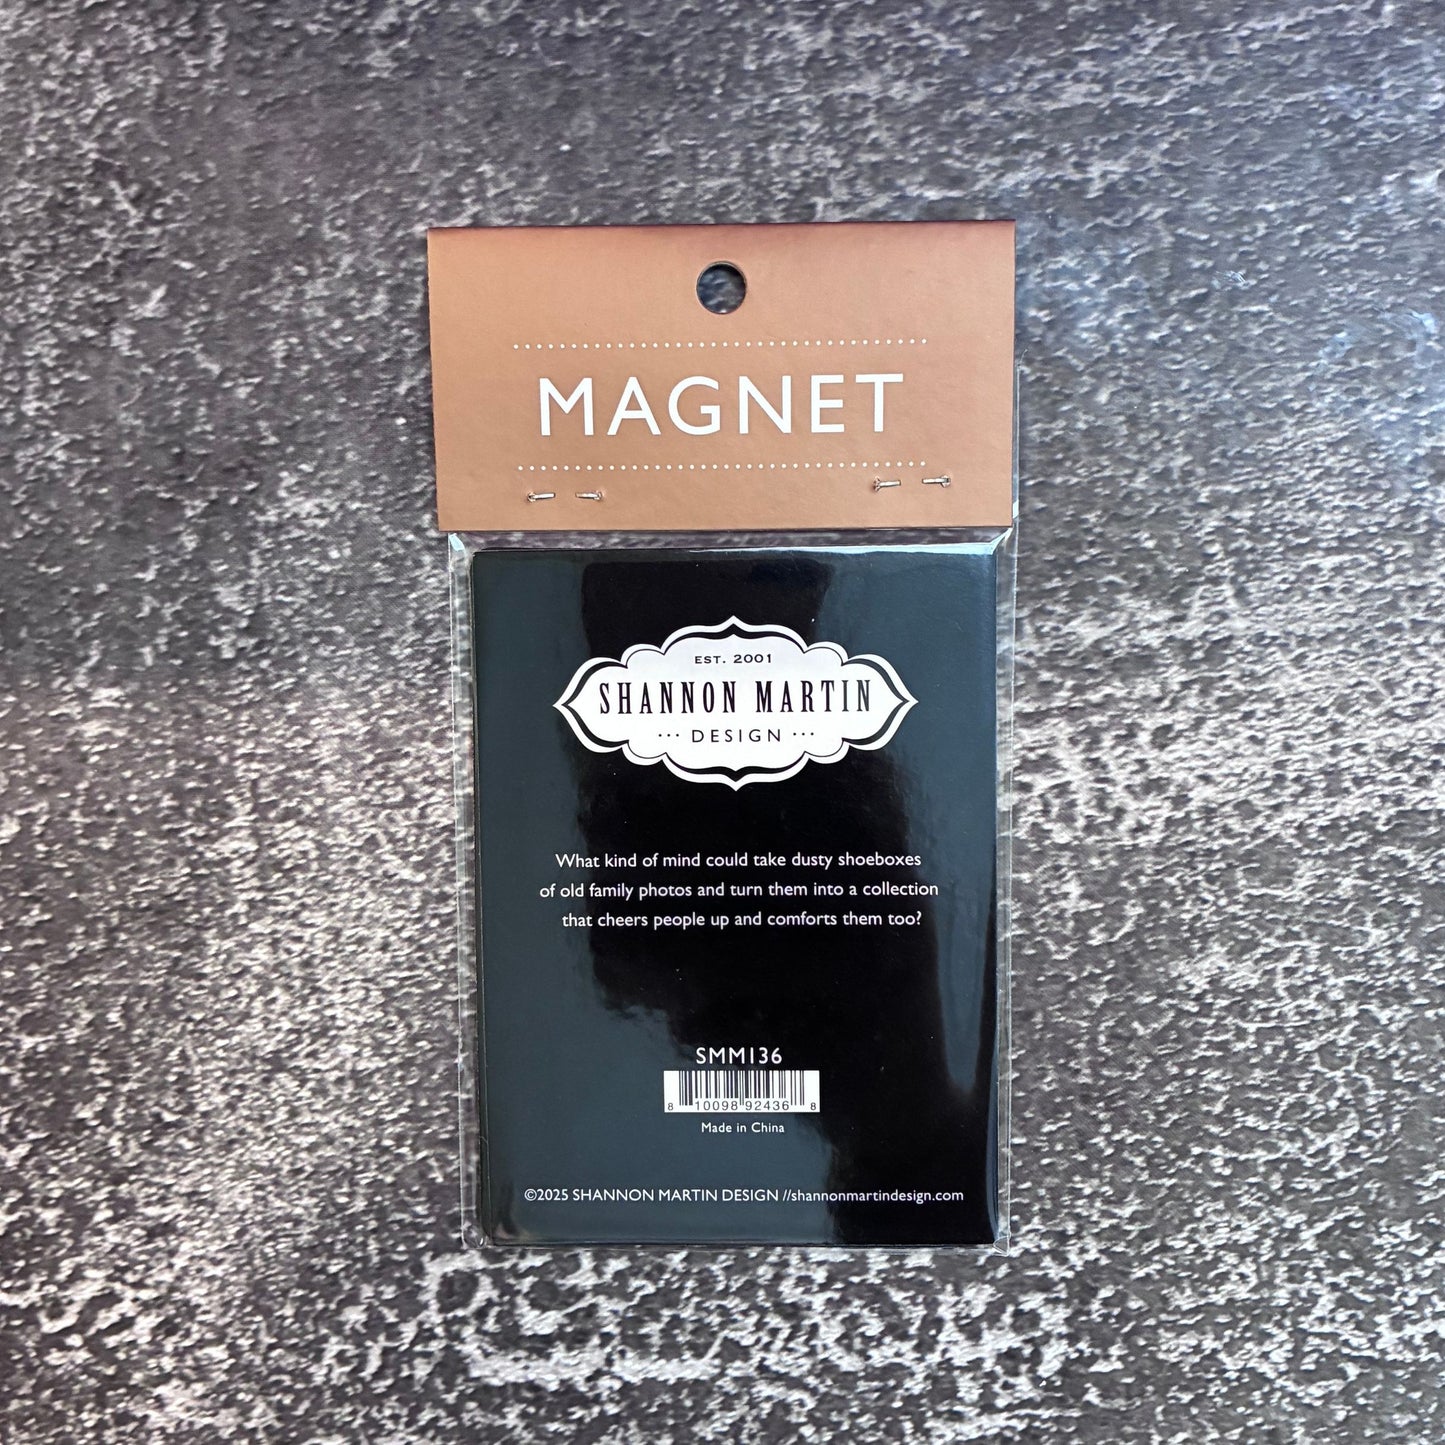 MAGNET
EST. 2001
SHANNON MARTIN
··· DESIGN ···
What kind of mind could take dusty shoeboxes
of old family photos and turn them into a collection
that cheers people up and comforts them too?
SMM136
8 10098 92436 8
Made in China
©2025 SHANNON MARTIN DESIGN //shannonmartindesign.com